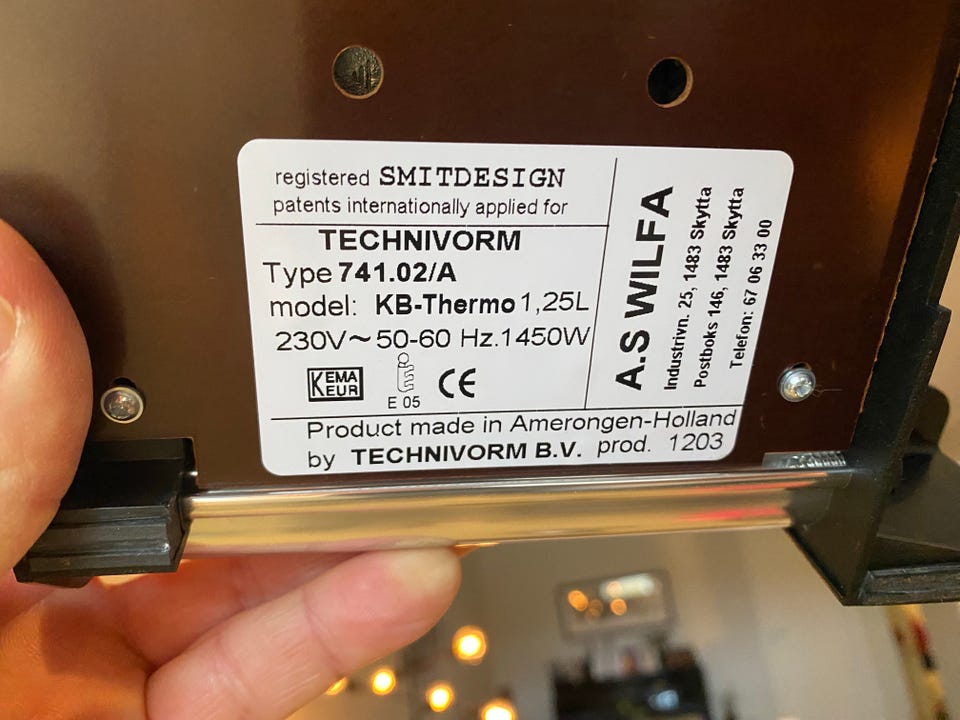 registered SMITDESIGN
patents internationally applied for
TECHNIVORM
Type 741.02/A
model: KB-Thermo 1,25L
230V~50-60 Hz.1450W
KEMA
KEUR
E 05
CE
Product made in Amerongen-Holland
by TECHNIVORM B.V. prod. 1203
A.S WILFA
Industrivn. 25, 1483 Skytta
Postboks 146, 1483 Skytta
Telefon: 67 06 33 00